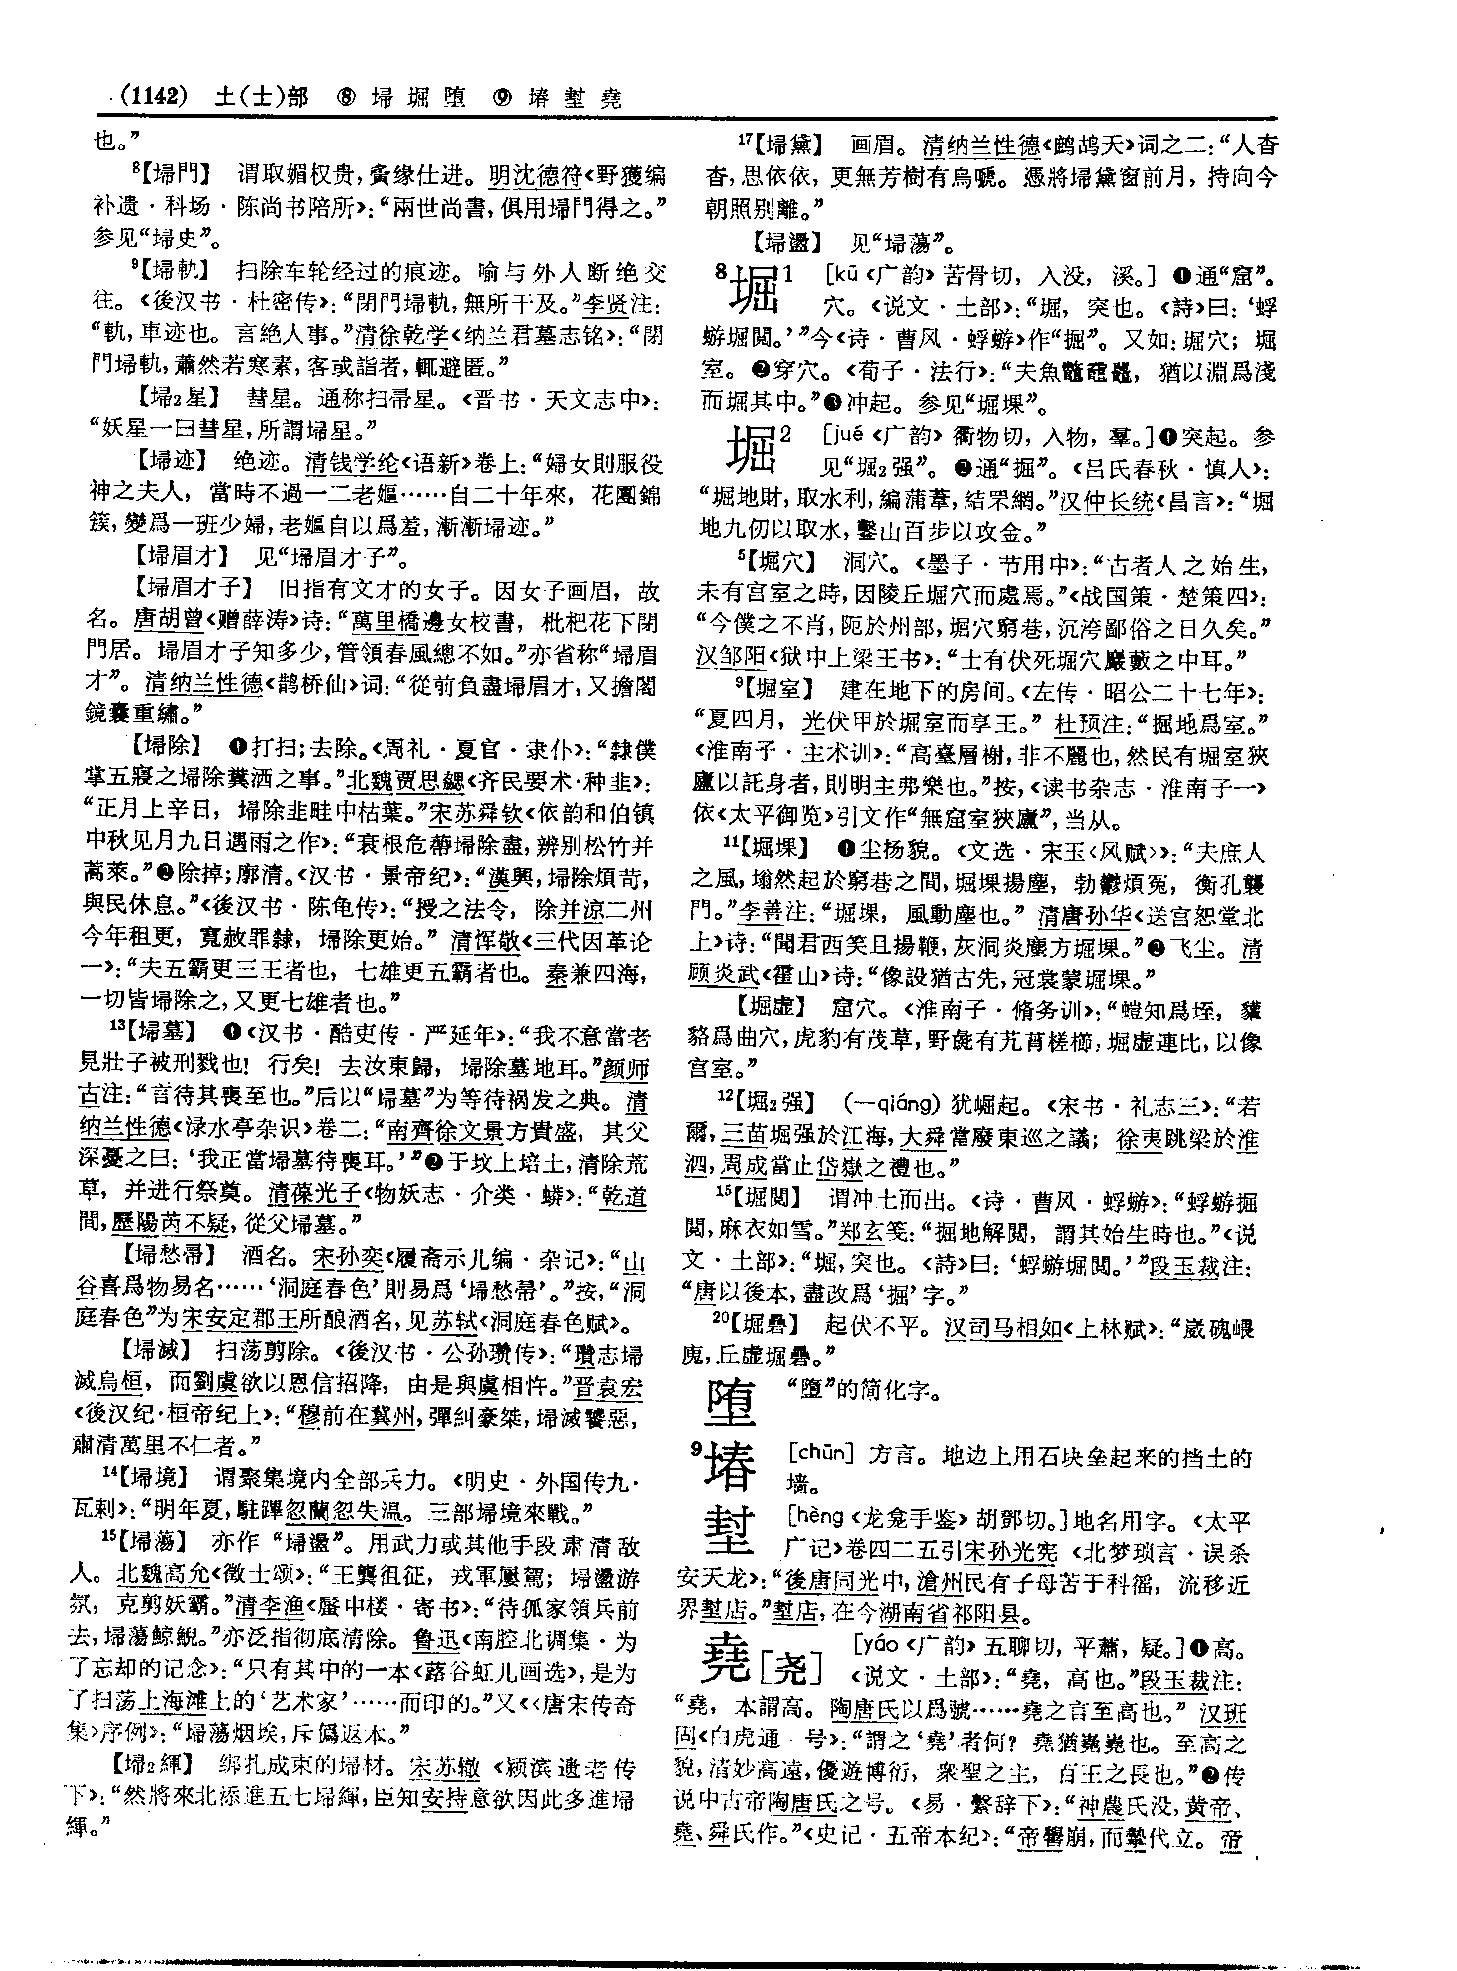 (1142) 土(士)部 ⑧ 埽 堀 堕 ⑨ 堾 堼 堯
也。”
8【埽門】 谓取媚权贵，夤缘仕进。明沈德符《野獲编
补遗·科场·陈尚书陪所》：“兩世尚書，俱用埽門得之。”
参见“埽史”。
9【埽軌】 扫除车轮经过的痕迹。喻与外人断绝交
往。《後汉书·杜密传》：“閉門埽軌，無所干及。”李贤注：
“軌，車迹也。言絶人事。”清徐乾学《纳兰君墓志铭》：“閉
門埽軌，蕭然若寒素，客或詣者，輒避匿。”
【埽2星】 彗星。通称扫帚星。《晋书·天文志中》：
“妖星一曰彗星，所謂埽星。”
【埽迹】 绝迹。清钱学纶《语新》卷上：“婦女則服役
神之夫人，當時不過一二老嫗……自二十年來，花團錦
簇，變爲一班少婦，老嫗自以爲羞，漸漸埽迹。”
【埽眉才】 见“埽眉才子”。
【埽眉才子】 旧指有文才的女子。因女子画眉，故
名。唐胡曾《赠薛涛》诗：“萬里橋邊女校書，枇杷花下閉
門居。埽眉才子知多少，管領春風總不如。”亦省称“埽眉
才”。清纳兰性德《鹊桥仙》词：“從前負盡埽眉才，又擔閣
鏡囊重繡。”
【埽除】 ❶打扫；去除。《周礼·夏官·隶仆》：“隸僕
掌五寢之埽除糞洒之事。”北魏贾思勰《齐民要术·种韭》：
“正月上辛日，埽除韭畦中枯葉。”宋苏舜钦《依韵和伯镇
中秋见月九日遇雨之作》：“衰根危蔕埽除盡，辨别松竹并
蒿萊。”❷除掉；廓清。《汉书·景帝纪》：“漢興，埽除煩苛，
與民休息。”《後汉书·陈龟传》：“授之法令，除并涼二州
今年租更，寬赦罪隸，埽除更始。”清恽敬《三代因革论
一》：“夫五霸更三王者也，七雄更五霸者也。秦兼四海，
一切皆埽除之，又更七雄者也。”
13【埽墓】 ❶《汉书·酷吏传·严延年》：“我不意當老
見壯子被刑戮也！行矣！去汝東歸，埽除墓地耳。”颜师
古注：“言待其喪至也。”后以“埽墓”为等待祸发之典。清
纳兰性德《渌水亭杂识》卷二：“南齊徐文景方貴盛，其父
深憂之曰：‘我正當埽墓待喪耳。’”❷于坟上培土，清除荒
草，并进行祭奠。清葆光子《物妖志·介类·蟒》：“乾道
間，歷陽芮不疑，從父埽墓。”
【埽愁帚】 酒名。宋孙奕《履斋示儿编·杂记》：“山
谷喜爲物易名……‘洞庭春色’則易爲‘埽愁帚’。”按，“洞
庭春色”为宋安定郡王所酿酒名，见苏轼《洞庭春色赋》。
【埽滅】 扫荡剪除。《後汉书·公孙瓒传》：“瓚志埽
滅烏桓，而劉虞欲以恩信招降，由是與虞相忤。”晋袁宏
《後汉纪·桓帝纪上》：“穆前在冀州，彈糾豪桀，埽滅饕惡，
肅清萬里不仁者。”
14【埽境】 谓聚集境内全部兵力。《明史·外国传九·
瓦剌》：“明年夏，駐蹕忽蘭忽失温。三部埽境來戰。”
15【埽蕩】 亦作“埽盪”。用武力或其他手段肃清敌
人。北魏高允《徵士颂》：“王龔徂征，戎軍屢駕；埽盪游
氛，克剪妖霸。”清李渔《蜃中楼·寄书》：“待孤家領兵前
去，埽蕩鯨鯢。”亦泛指彻底清除。鲁迅《南腔北调集·为
了忘却的记念》：“只有其中的一本《蕗谷虹儿画选》，是为
了扫荡上海滩上的‘艺术家’……而印的。”又《〈唐宋传奇
集〉序例》：“埽蕩烟埃，斥僞返本。”
【埽2緷】 绑扎成束的埽材。宋苏辙《颍滨遗老传
下》：“然將來北添進五七埽緷，臣知安持意欲因此多進埽
緷。”
17【埽黛】 画眉。清纳兰性德《鹧鸪天》词之二：“人杳
杳，思依依，更無芳樹有烏嗁。憑將埽黛窗前月，持向今
朝照别離。”
【埽盪】 见“埽蕩”。
8堀1 [kū《广韵》苦骨切，入没，溪。]❶通“窟”。
穴。《说文·土部》：“堀，突也。《詩》曰：‘蜉
蝣堀閲。’”今《诗·曹风·蜉蝣》作“掘”。又如：堀穴；堀
室。❷穿穴。《荀子·法行》：“夫魚鼈黿鼉，猶以淵爲淺
而堀其中。”❸冲起。参见“堀堁”。
堀2 [jué《广韵》衢物切，入物，羣。]❶突起。参
见“堀2强”。❷通“掘”。《吕氏春秋·慎人》：
“堀地財，取水利，編蒲葦，結罘網。”汉仲长统《昌言》：“堀
地九仞以取水，鑿山百步以攻金。”
5【堀穴】 洞穴。《墨子·节用中》：“古者人之始生，
未有宫室之時，因陵丘堀穴而處焉。”《战国策·楚策四》：
“今僕之不肖，阨於州部，堀穴窮巷，沉洿鄙俗之日久矣。”
汉邹阳《狱中上梁王书》：“士有伏死堀穴巖藪之中耳。”
9【堀室】 建在地下的房间。《左传·昭公二十七年》：
“夏四月，光伏甲於堀室而享王。”杜预注：“掘地爲室。”
《淮南子·主术训》：“高臺層榭，非不麗也，然民有堀室狹
廬以託身者，則明主弗樂也。”按，《读书杂志·淮南子一》
依《太平御览》引文作“無窟室狹廬”，当从。
11【堀堁】 ❶尘扬貌。《文选·宋玉〈风赋〉》：“夫庶人
之風，塕然起於窮巷之間，堀堁揚塵，勃鬱煩冤，衝孔襲
門。”李善注：“堀堁，風動塵也。”清唐孙华《送宫恕堂北
上》诗：“聞君西笑且揚鞭，灰洞炎塵方堀堁。”❷飞尘。清
顾炎武《霍山》诗：“像設猶古先，冠裳蒙堀堁。”
【堀虚】 窟穴。《淮南子·脩务训》：“螘知爲垤，貛
貉爲曲穴，虎豹有茂草，野彘有艽莦槎櫛，堀虚連比，以像
宫室。”
12【堀2强】 (—qiáng) 犹崛起。《宋书·礼志三》：“若
爾，三苗堀强於江海，大舜當廢東巡之議；徐夷跳梁於淮
泗，周成當止岱嶽之禮也。”
15【堀閲】 谓冲土而出。《诗·曹风·蜉蝣》：“蜉蝣掘
閲，麻衣如雪。”郑玄笺：“掘地解閲，謂其始生時也。”《说
文·土部》：“堀，突也。《詩》曰：‘蜉蝣堀閲。’”段玉裁注：
“唐以後本，盡改爲‘掘’字。”
20【堀礨】 起伏不平。汉司马相如《上林赋》：“崴磈㟪
廆，丘虚堀礨。”
堕 “墮”的简化字。
9堾 [chūn] 方言。地边上用石块垒起来的挡土的
墙。
堼 [hèng《龙龛手鉴》胡鄧切。]地名用字。《太平
广记》卷四二五引宋孙光宪《北梦琐言·误杀
安天龙》：“後唐同光中，滄州民有子母苦于科徭，流移近
界堼店。”堼店，在今湖南省祁阳县。
堯[尧] [yáo《广韵》五聊切，平蕭，疑。]❶高。
《说文·土部》：“堯，高也。”段玉裁注：
“堯，本謂高。陶唐氏以爲號……堯之言至高也。”汉班
固《白虎通·号》：“謂之‘堯’者何？堯猶嶢嶢也。至高之
貌，清妙高遠，優遊博衍，衆聖之主，百王之長也。”❷传
说中古帝陶唐氏之号。《易·繫辞下》：“神農氏没，黄帝、
堯、舜氏作。”《史记·五帝本纪》：“帝嚳崩，而摯代立。帝